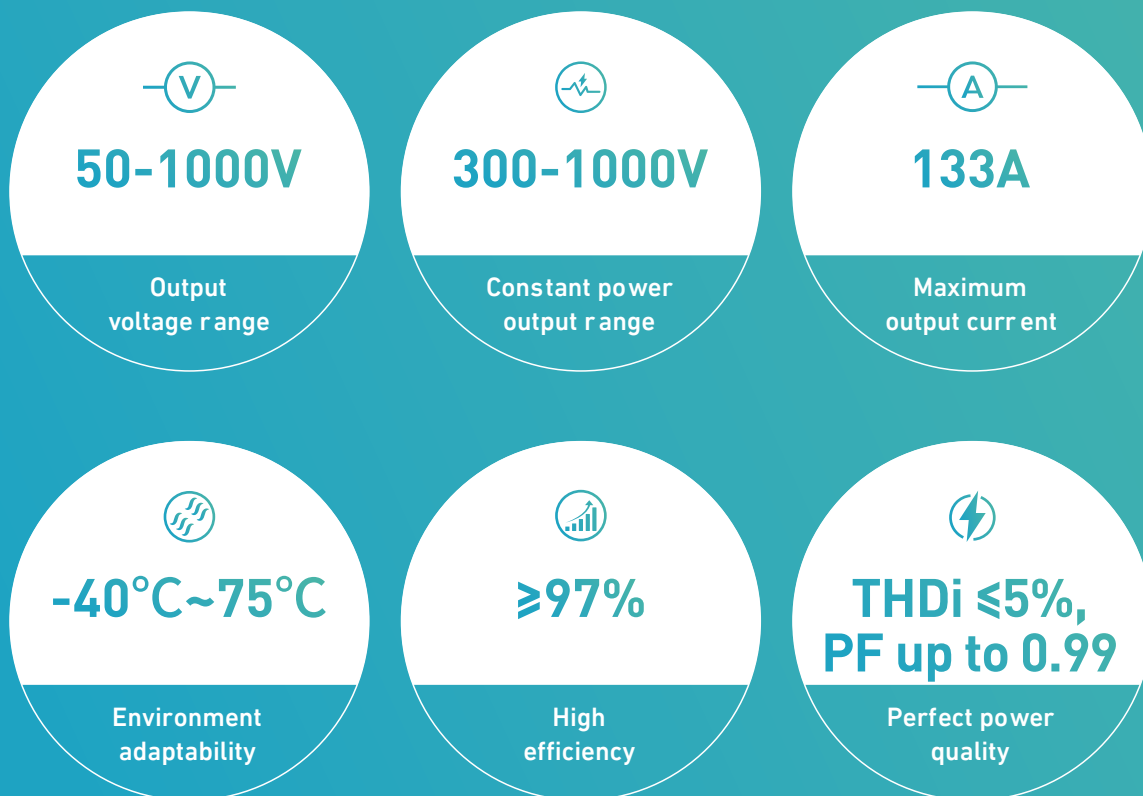 V
50-1000V
Output
voltage range
300-1000V
Constant power
output range
A
133A
Maximum
output current
-40°C~75°C
Environment
adaptability
≥97%
High
efficiency
THDi ≤5%,
PF up to 0.99
Perfect power
quality